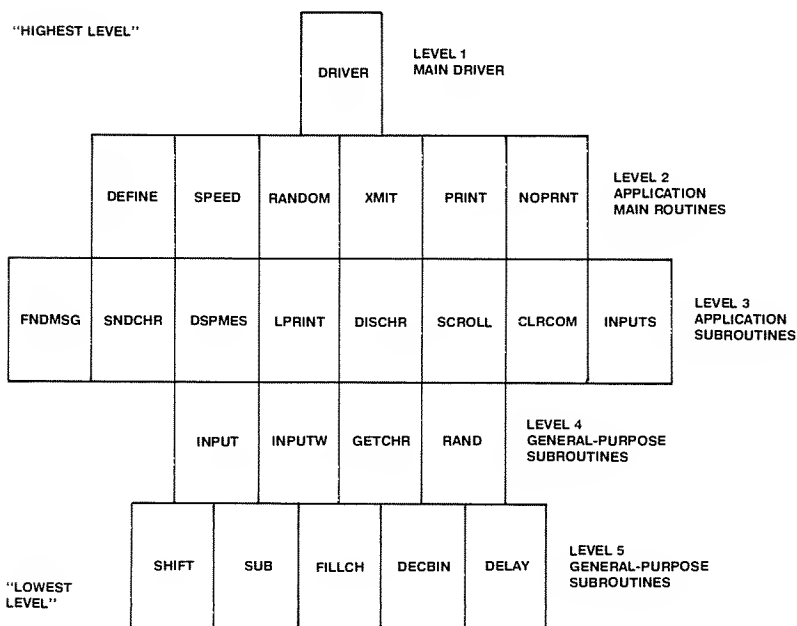 "HIGHEST LEVEL"
DRIVER
LEVEL 1
MAIN DRIVER
DEFINE SPEED RANDOM XMIT PRINT NOPRNT
LEVEL 2
APPLICATION
MAIN ROUTINES
FNDMSG SNDCHR DSPMES LPRINT DISCHR SCROLL CLRCOM INPUTS
LEVEL 3
APPLICATION
SUBROUTINES
INPUT INPUTW GETCHR RAND
LEVEL 4
GENERAL-PURPOSE
SUBROUTINES
SHIFT SUB FILLCH DECBIN DELAY
LEVEL 5
GENERAL-PURPOSE
SUBROUTINES
"LOWEST
LEVEL"